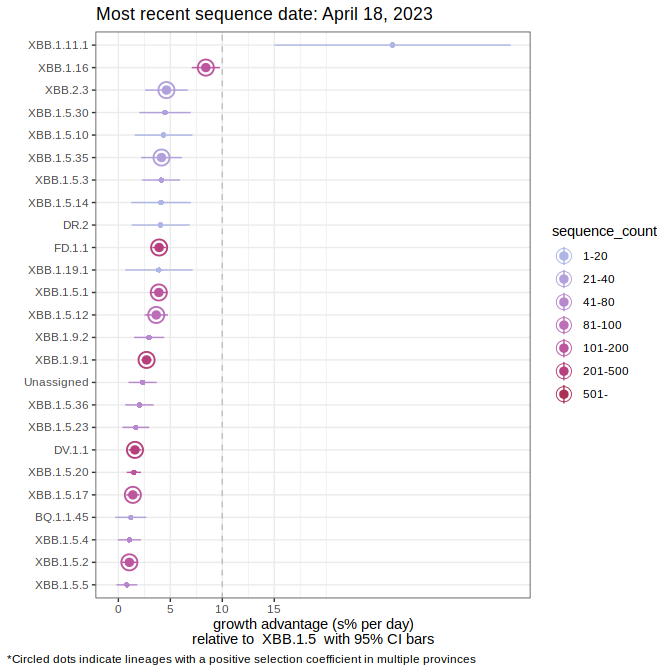 Most recent sequence date: April 18, 2023
XBB.1.11.1
XBB.1.16
XBB.2.3
XBB.1.5.30
XBB.1.5.10
XBB.1.5.35
XBB.1.5.3
XBB.1.5.14
DR.2
FD.1.1
XBB.1.19.1
XBB.1.5.1
XBB.1.5.12
XBB.1.9.2
XBB.1.9.1
Unassigned
XBB.1.5.36
XBB.1.5.23
DV.1.1
XBB.1.5.20
XBB.1.5.17
BQ.1.1.45
XBB.1.5.4
XBB.1.5.2
XBB.1.5.5
0 5 10 15
growth advantage (s% per day)
relative to XBB.1.5 with 95% CI bars
sequence_count
1-20
21-40
41-80
81-100
101-200
201-500
501-
*Circled dots indicate lineages with a positive selection coefficient in multiple provinces